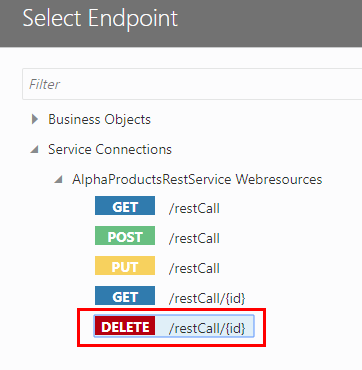 Select Endpoint
Filter
Business Objects
Service Connections
AlphaProductsRestService Webresources
GET /restCall
POST /restCall
PUT /restCall
GET /restCall/{id}
DELETE /restCall/{id}